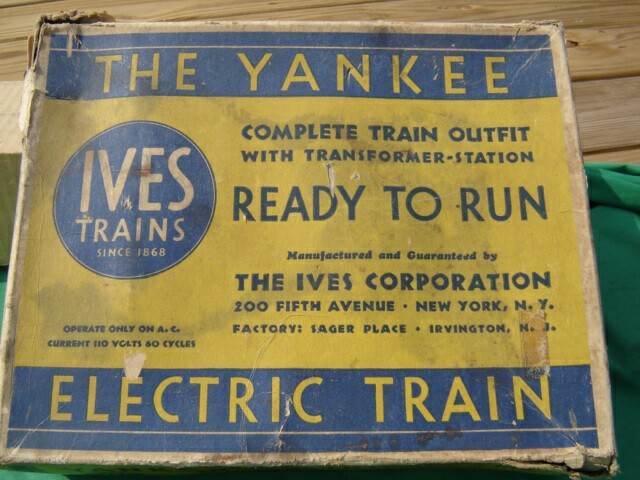 THE YANKEE
IVES
TRAINS
SINCE 1868
COMPLETE TRAIN OUTFIT
WITH TRANSFORMER-STATION
READY TO RUN
Manufactured and Guaranteed by
THE IVES CORPORATION
200 FIFTH AVENUE · NEW YORK, N. Y.
FACTORY: SAGER PLACE · IRVINGTON, N. J.
OPERATE ONLY ON A. C.
CURRENT 110 VOLTS 60 CYCLES
ELECTRIC TRAIN